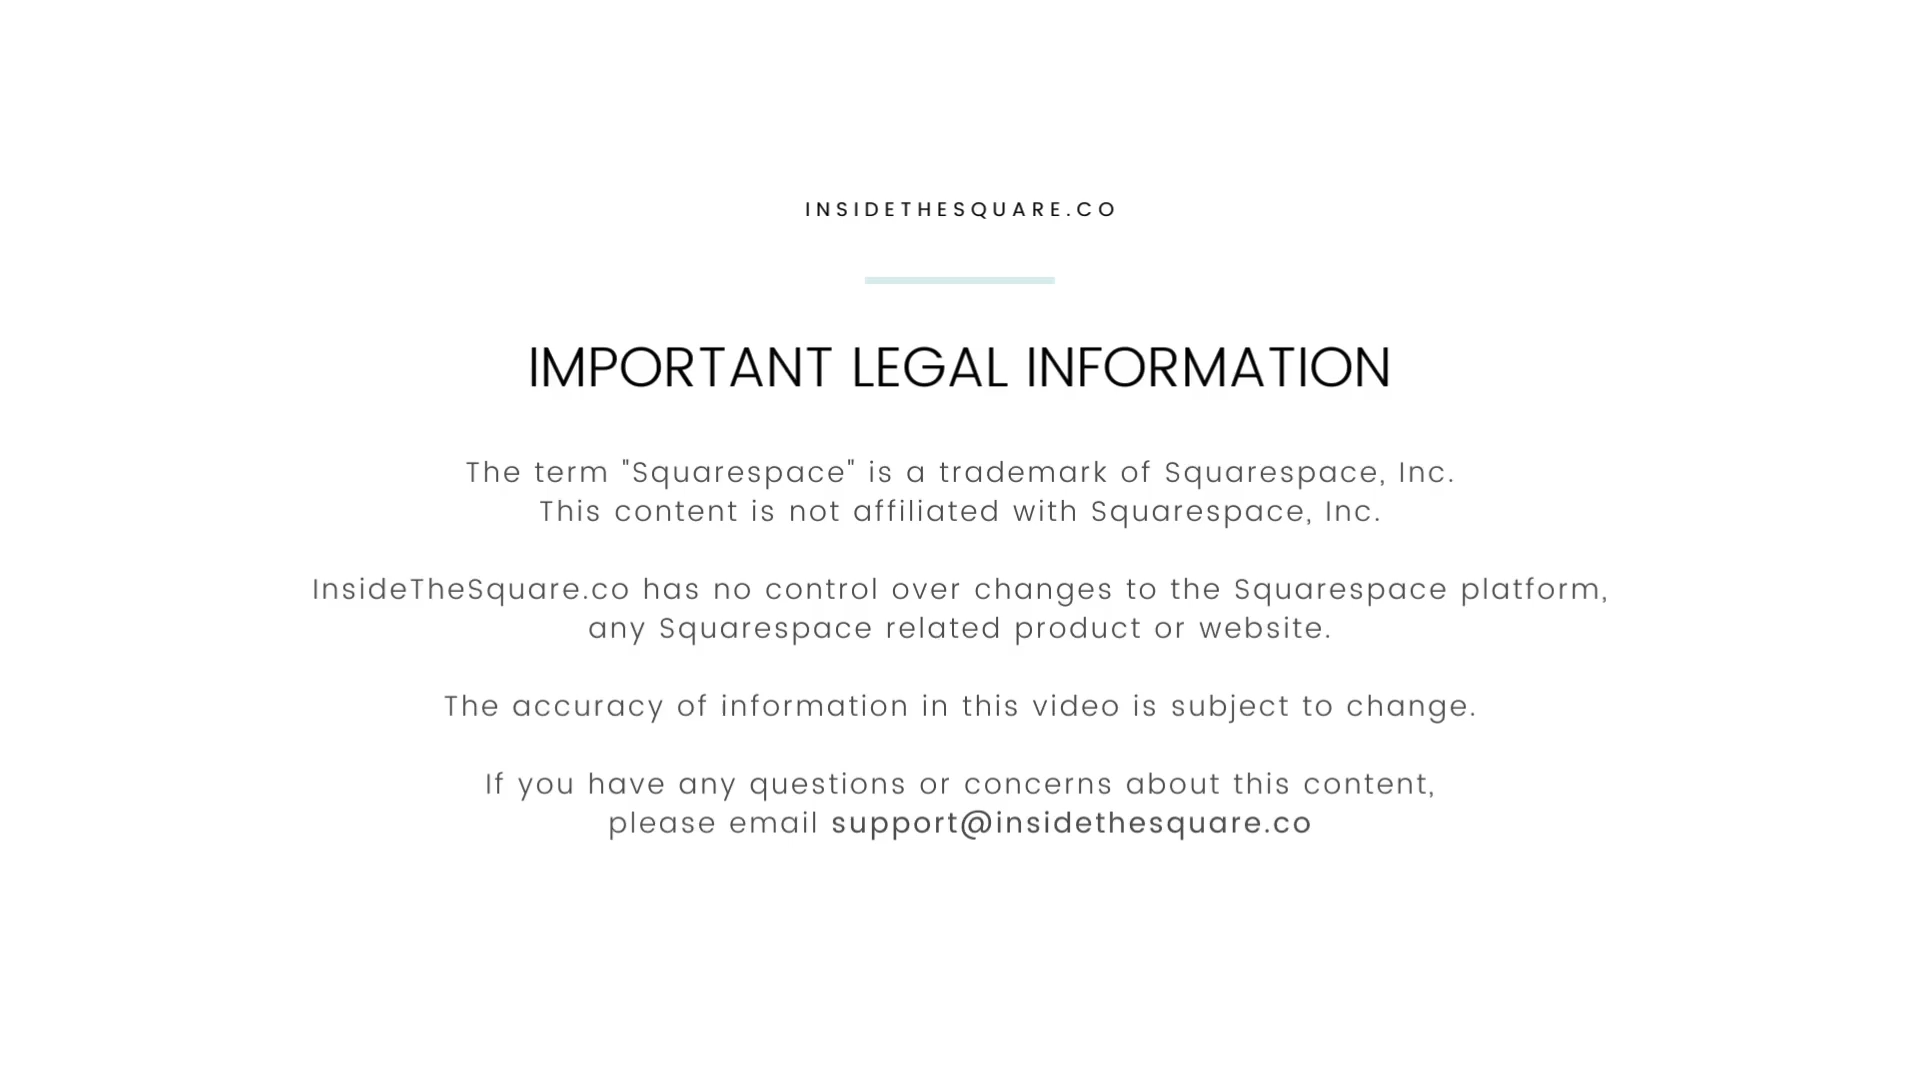 INSIDETHESQUARE.CO
IMPORTANT LEGAL INFORMATION
The term "Squarespace" is a trademark of Squarespace, Inc.
This content is not affiliated with Squarespace, Inc.
InsideTheSquare.co has no control over changes to the Squarespace platform,
any Squarespace related product or website.
The accuracy of information in this video is subject to change.
If you have any questions or concerns about this content,
please email support@insidethesquare.co